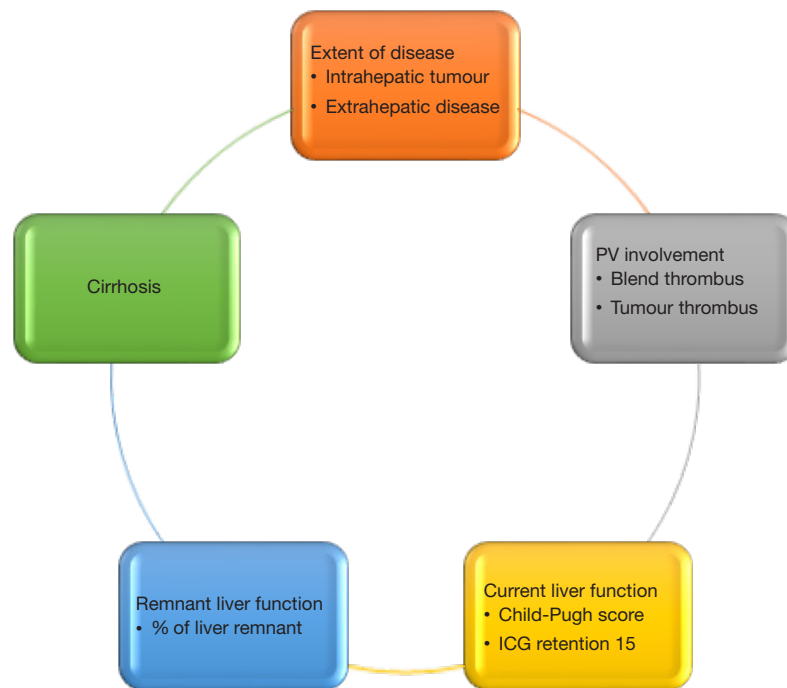 Extent of disease
• Intrahepatic tumour
• Extrahepatic disease
PV involvement
• Blend thrombus
• Tumour thrombus
Current liver function
• Child-Pugh score
• ICG retention 15
Remnant liver function
• % of liver remnant
Cirrhosis